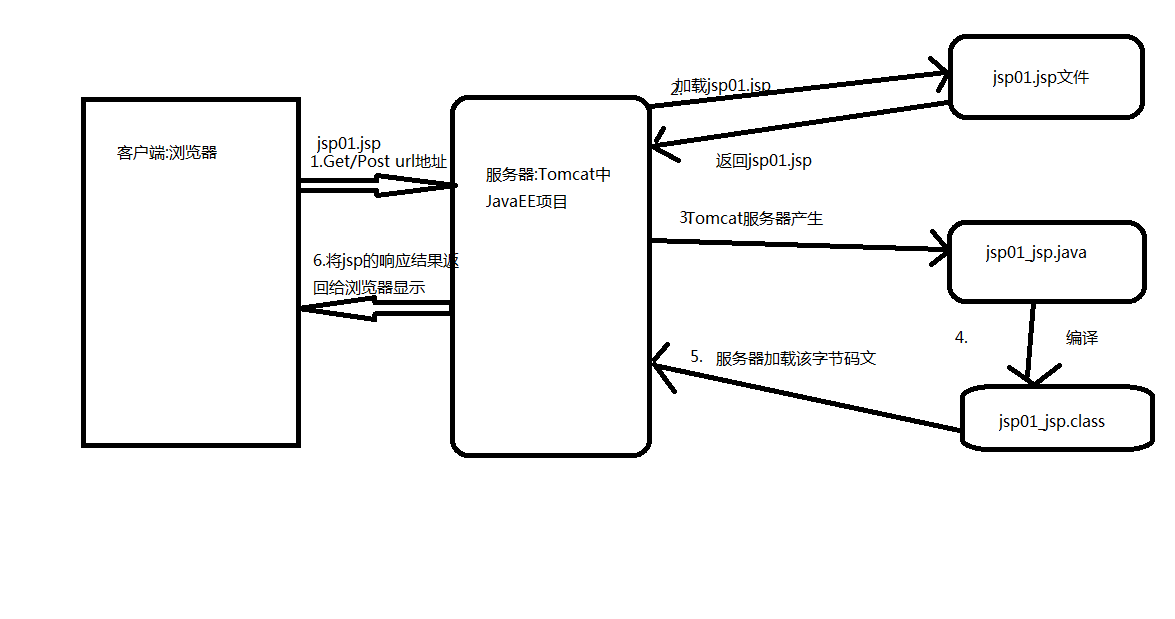 客户端:浏览器
jsp01.jsp
1.Get/Post url地址
6.将jsp的响应结果返
回给浏览器显示
服务器:Tomcat中
JavaEE项目
2.
加载jsp01.jsp
返回jsp01.jsp
jsp01.jsp文件
3
Tomcat服务器产生
jsp01_jsp.java
4.
编译
5.
服务器加载该字节码文
jsp01_jsp.class